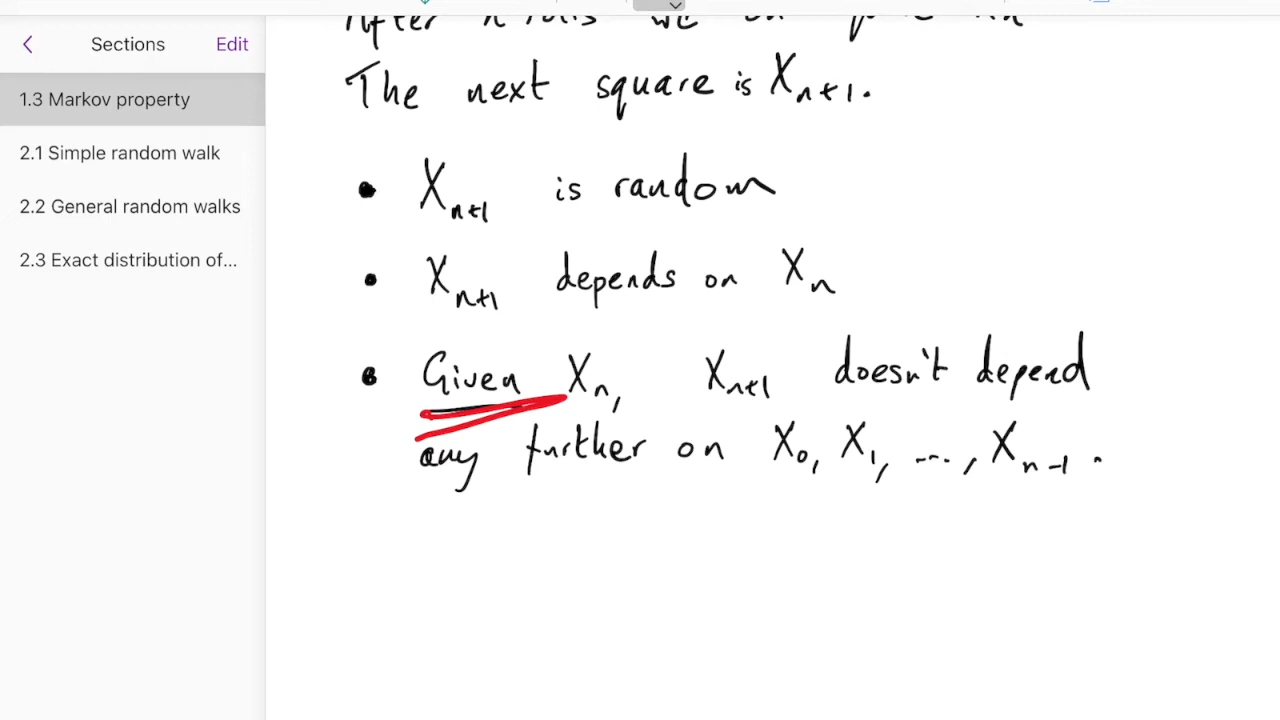 Sections
Edit
1.3 Markov property
2.1 Simple random walk
2.2 General random walks
2.3 Exact distribution of...
After n
The next square is Xₙ₊₁.
• Xₙ₊₁ is random
• Xₙ₊₁ depends on Xₙ
• Given Xₙ, Xₙ₊₁ doesn't depend
any further on X₀, X₁, ..., Xₙ₋₁.